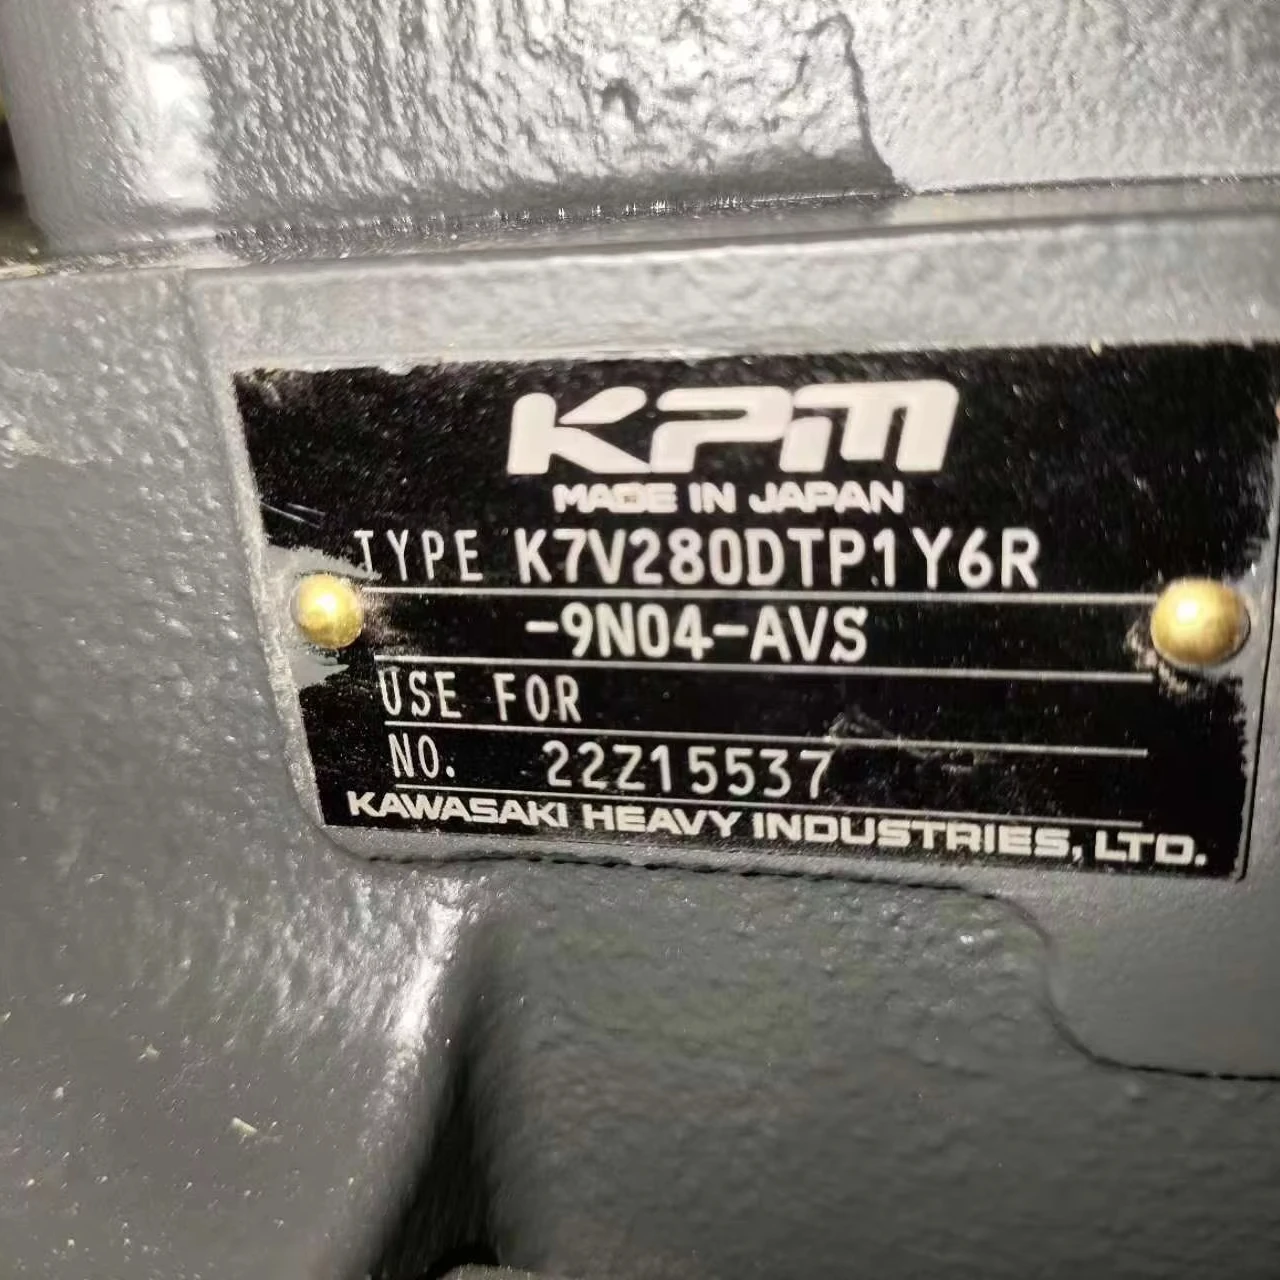 KPM
MADE IN JAPAN
TYPE K7V280DTP1Y6R
-9N04-AVS
USE FOR
NO. 22Z15537
KAWASAKI HEAVY INDUSTRIES, LTD.